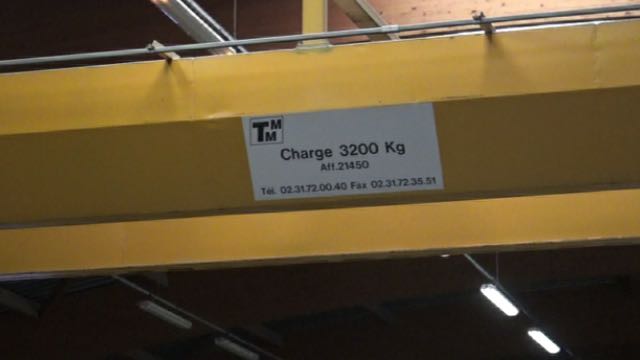 TMM
Charge 3200 Kg
Aff.21450
Tél. 02.31.72.00.40 Fax 02.31.72.35.51